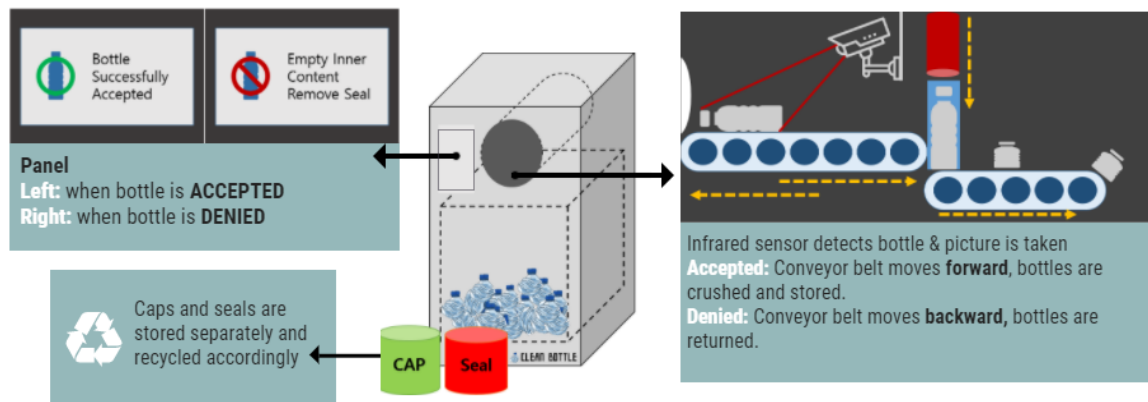 Bottle
Successfully
Accepted
Empty Inner
Content
Remove Seal
Panel
Left: when bottle is ACCEPTED
Right: when bottle is DENIED
Caps and seals are
stored separately and
recycled accordingly
CAP
Seal
CLEAN BOTTLE
Infrared sensor detects bottle & picture is taken
Accepted: Conveyor belt moves forward, bottles are
crushed and stored.
Denied: Conveyor belt moves backward, bottles are
returned.